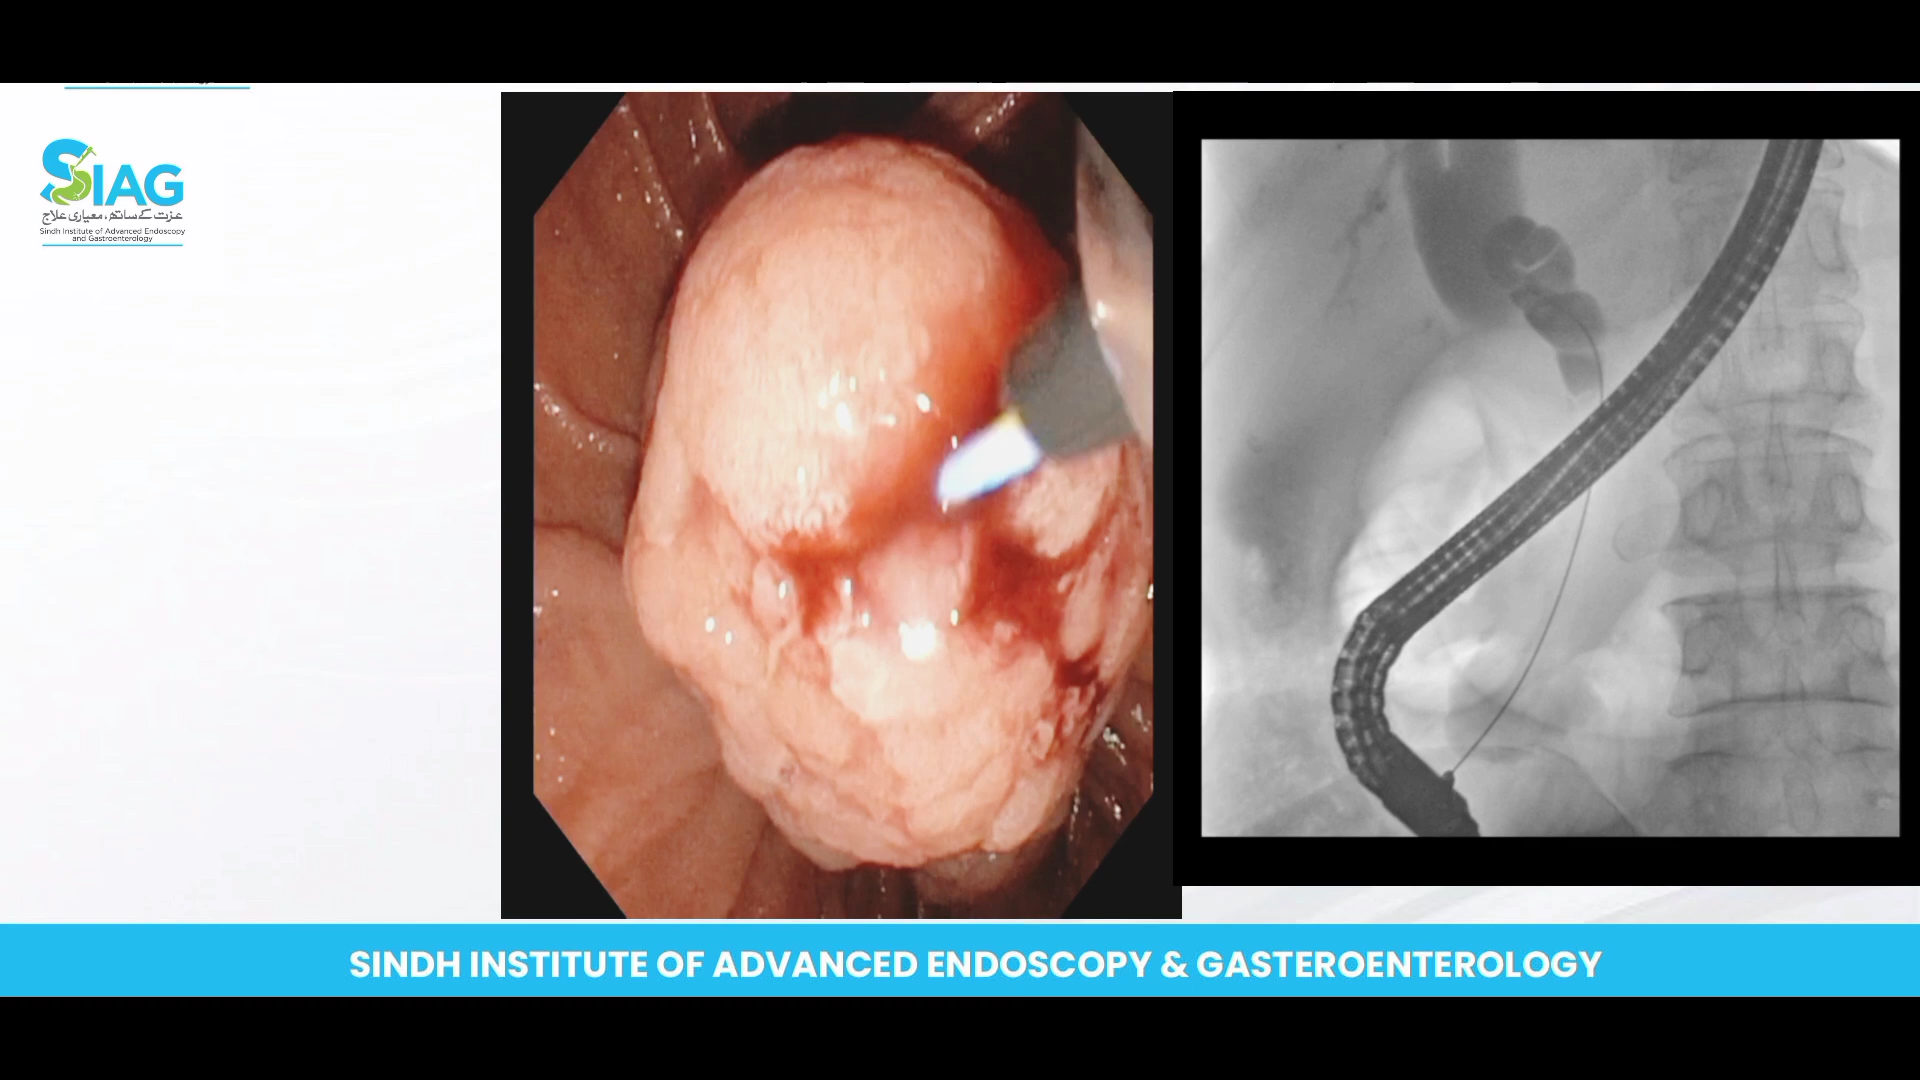 SIAG
عزت کے ساتھ، معیاری علاج
Sindh Institute of Advanced Endoscopy
and Gastroenterology
SINDH INSTITUTE OF ADVANCED ENDOSCOPY & GASTEROENTEROLOGY